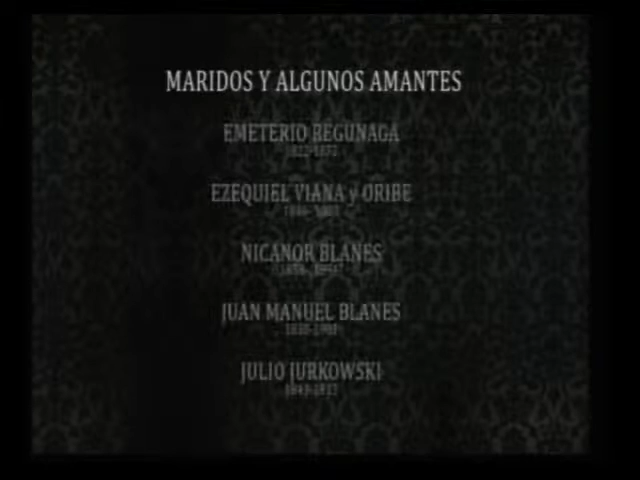 MARIDOS Y ALGUNOS AMANTES
EMETERIO REGUNAGA
EZEQUIEL VIANA y ORIBE
NICANOR BLANES
JUAN MANUEL BLANES
JULIO JURKOWSKI